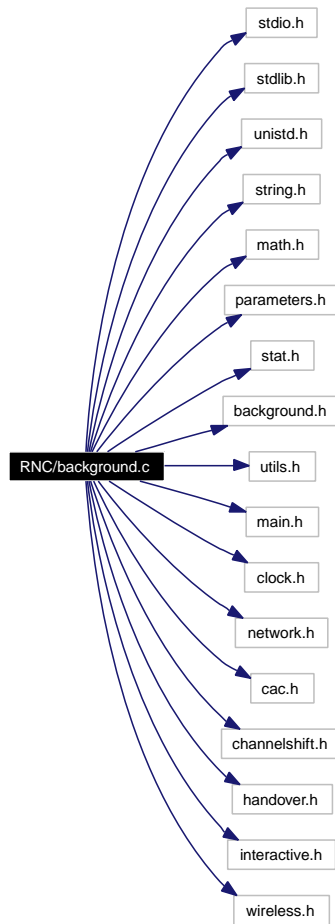 stdio.h
stdlib.h
unistd.h
string.h
math.h
parameters.h
stat.h
background.h
RNC/background.c
utils.h
main.h
clock.h
network.h
cac.h
channelshift.h
handover.h
interactive.h
wireless.h